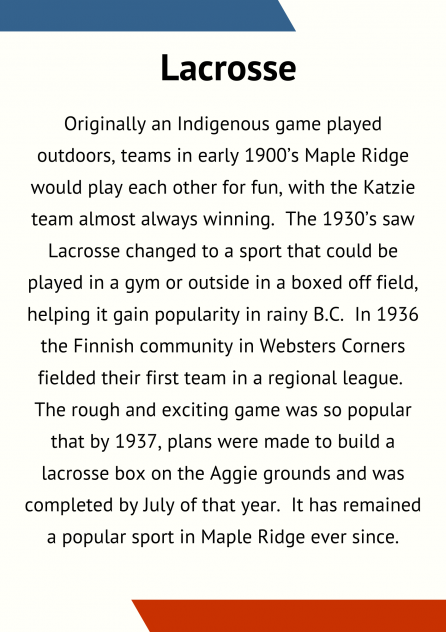 Lacrosse
Originally an Indigenous game played
outdoors, teams in early 1900's Maple Ridge
would play each other for fun, with the Katzie
team almost always winning.  The 1930's saw
Lacrosse changed to a sport that could be
played in a gym or outside in a boxed off field,
helping it gain popularity in rainy B.C.  In 1936
the Finnish community in Websters Corners
fielded their first team in a regional league.
The rough and exciting game was so popular
that by 1937, plans were made to build a
lacrosse box on the Aggie grounds and was
completed by July of that year.  It has remained
a popular sport in Maple Ridge ever since.